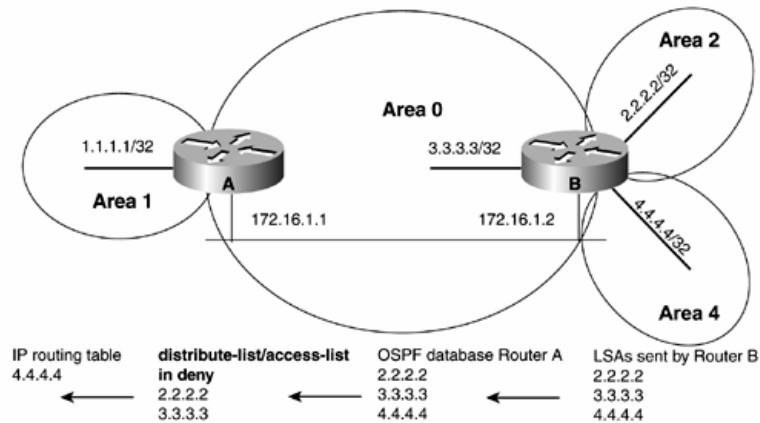 Area 2
Area 0
2.2.2.2/32
1.1.1.1/32
3.3.3.3/32
A
B
Area 1
172.16.1.1
172.16.1.2
4.4.4.4/32
Area 4
IP routing table
4.4.4.4
distribute-list/access-list
in deny
2.2.2.2
3.3.3.3
OSPF database Router A
2.2.2.2
3.3.3.3
4.4.4.4
LSAs sent by Router B
2.2.2.2
3.3.3.3
4.4.4.4